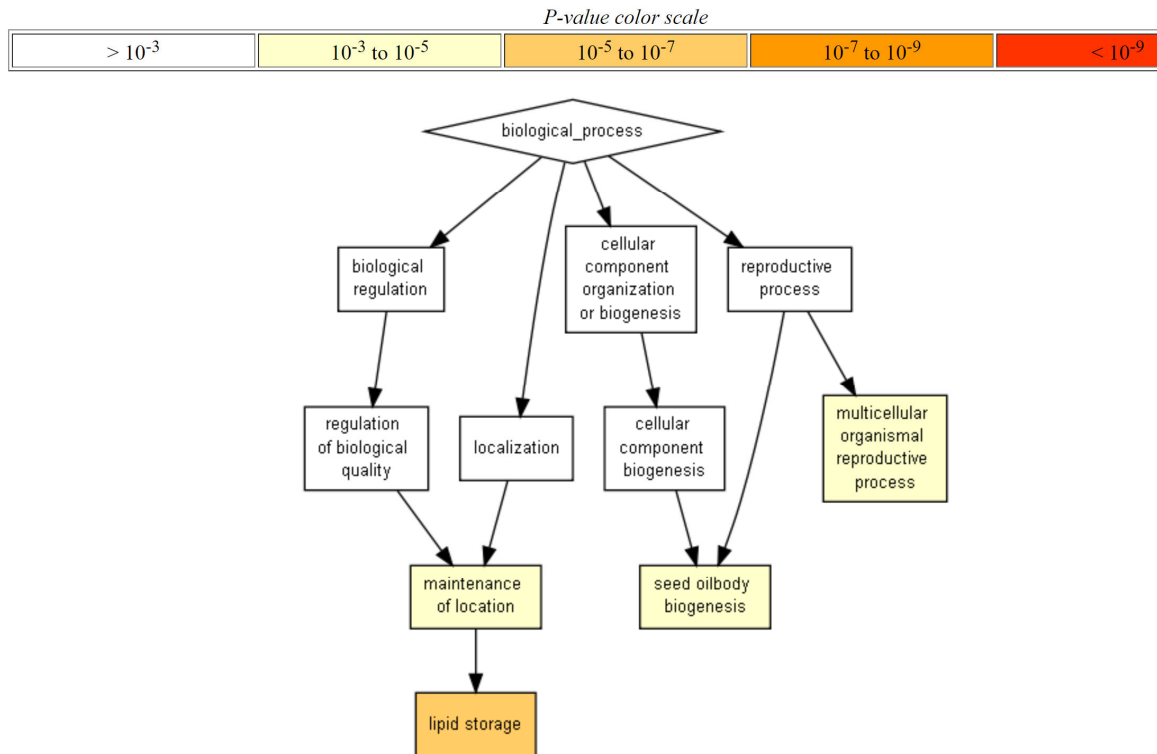 P-value color scale
> 10⁻³
10⁻³ to 10⁻⁵
10⁻⁵ to 10⁻⁷
10⁻⁷ to 10⁻⁹
< 10⁻⁹
biological_process
biological
regulation
cellular
component
organization
or biogenesis
reproductive
process
regulation
of biological
quality
localization
cellular
component
biogenesis
multicellular
organismal
reproductive
process
maintenance
of location
seed oilbody
biogenesis
lipid storage